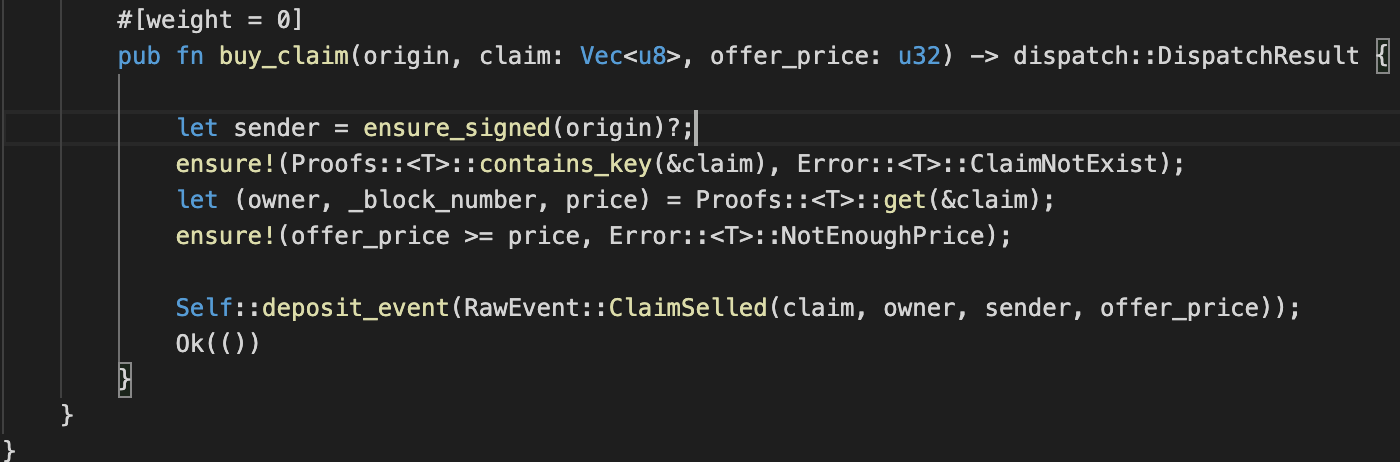 #[weight = 0]
pub fn buy_claim(origin, claim: Vec<u8>, offer_price: u32) -> dispatch::DispatchResult {
let sender = ensure_signed(origin)?;
ensure!(Proofs::<T>::contains_key(&claim), Error::<T>::ClaimNotExist);
let (owner, _block_number, price) = Proofs::<T>::get(&claim);
ensure!(offer_price >= price, Error::<T>::NotEnoughPrice);
Self::deposit_event(RawEvent::ClaimSelled(claim, owner, sender, offer_price));
Ok(())
}
}
}